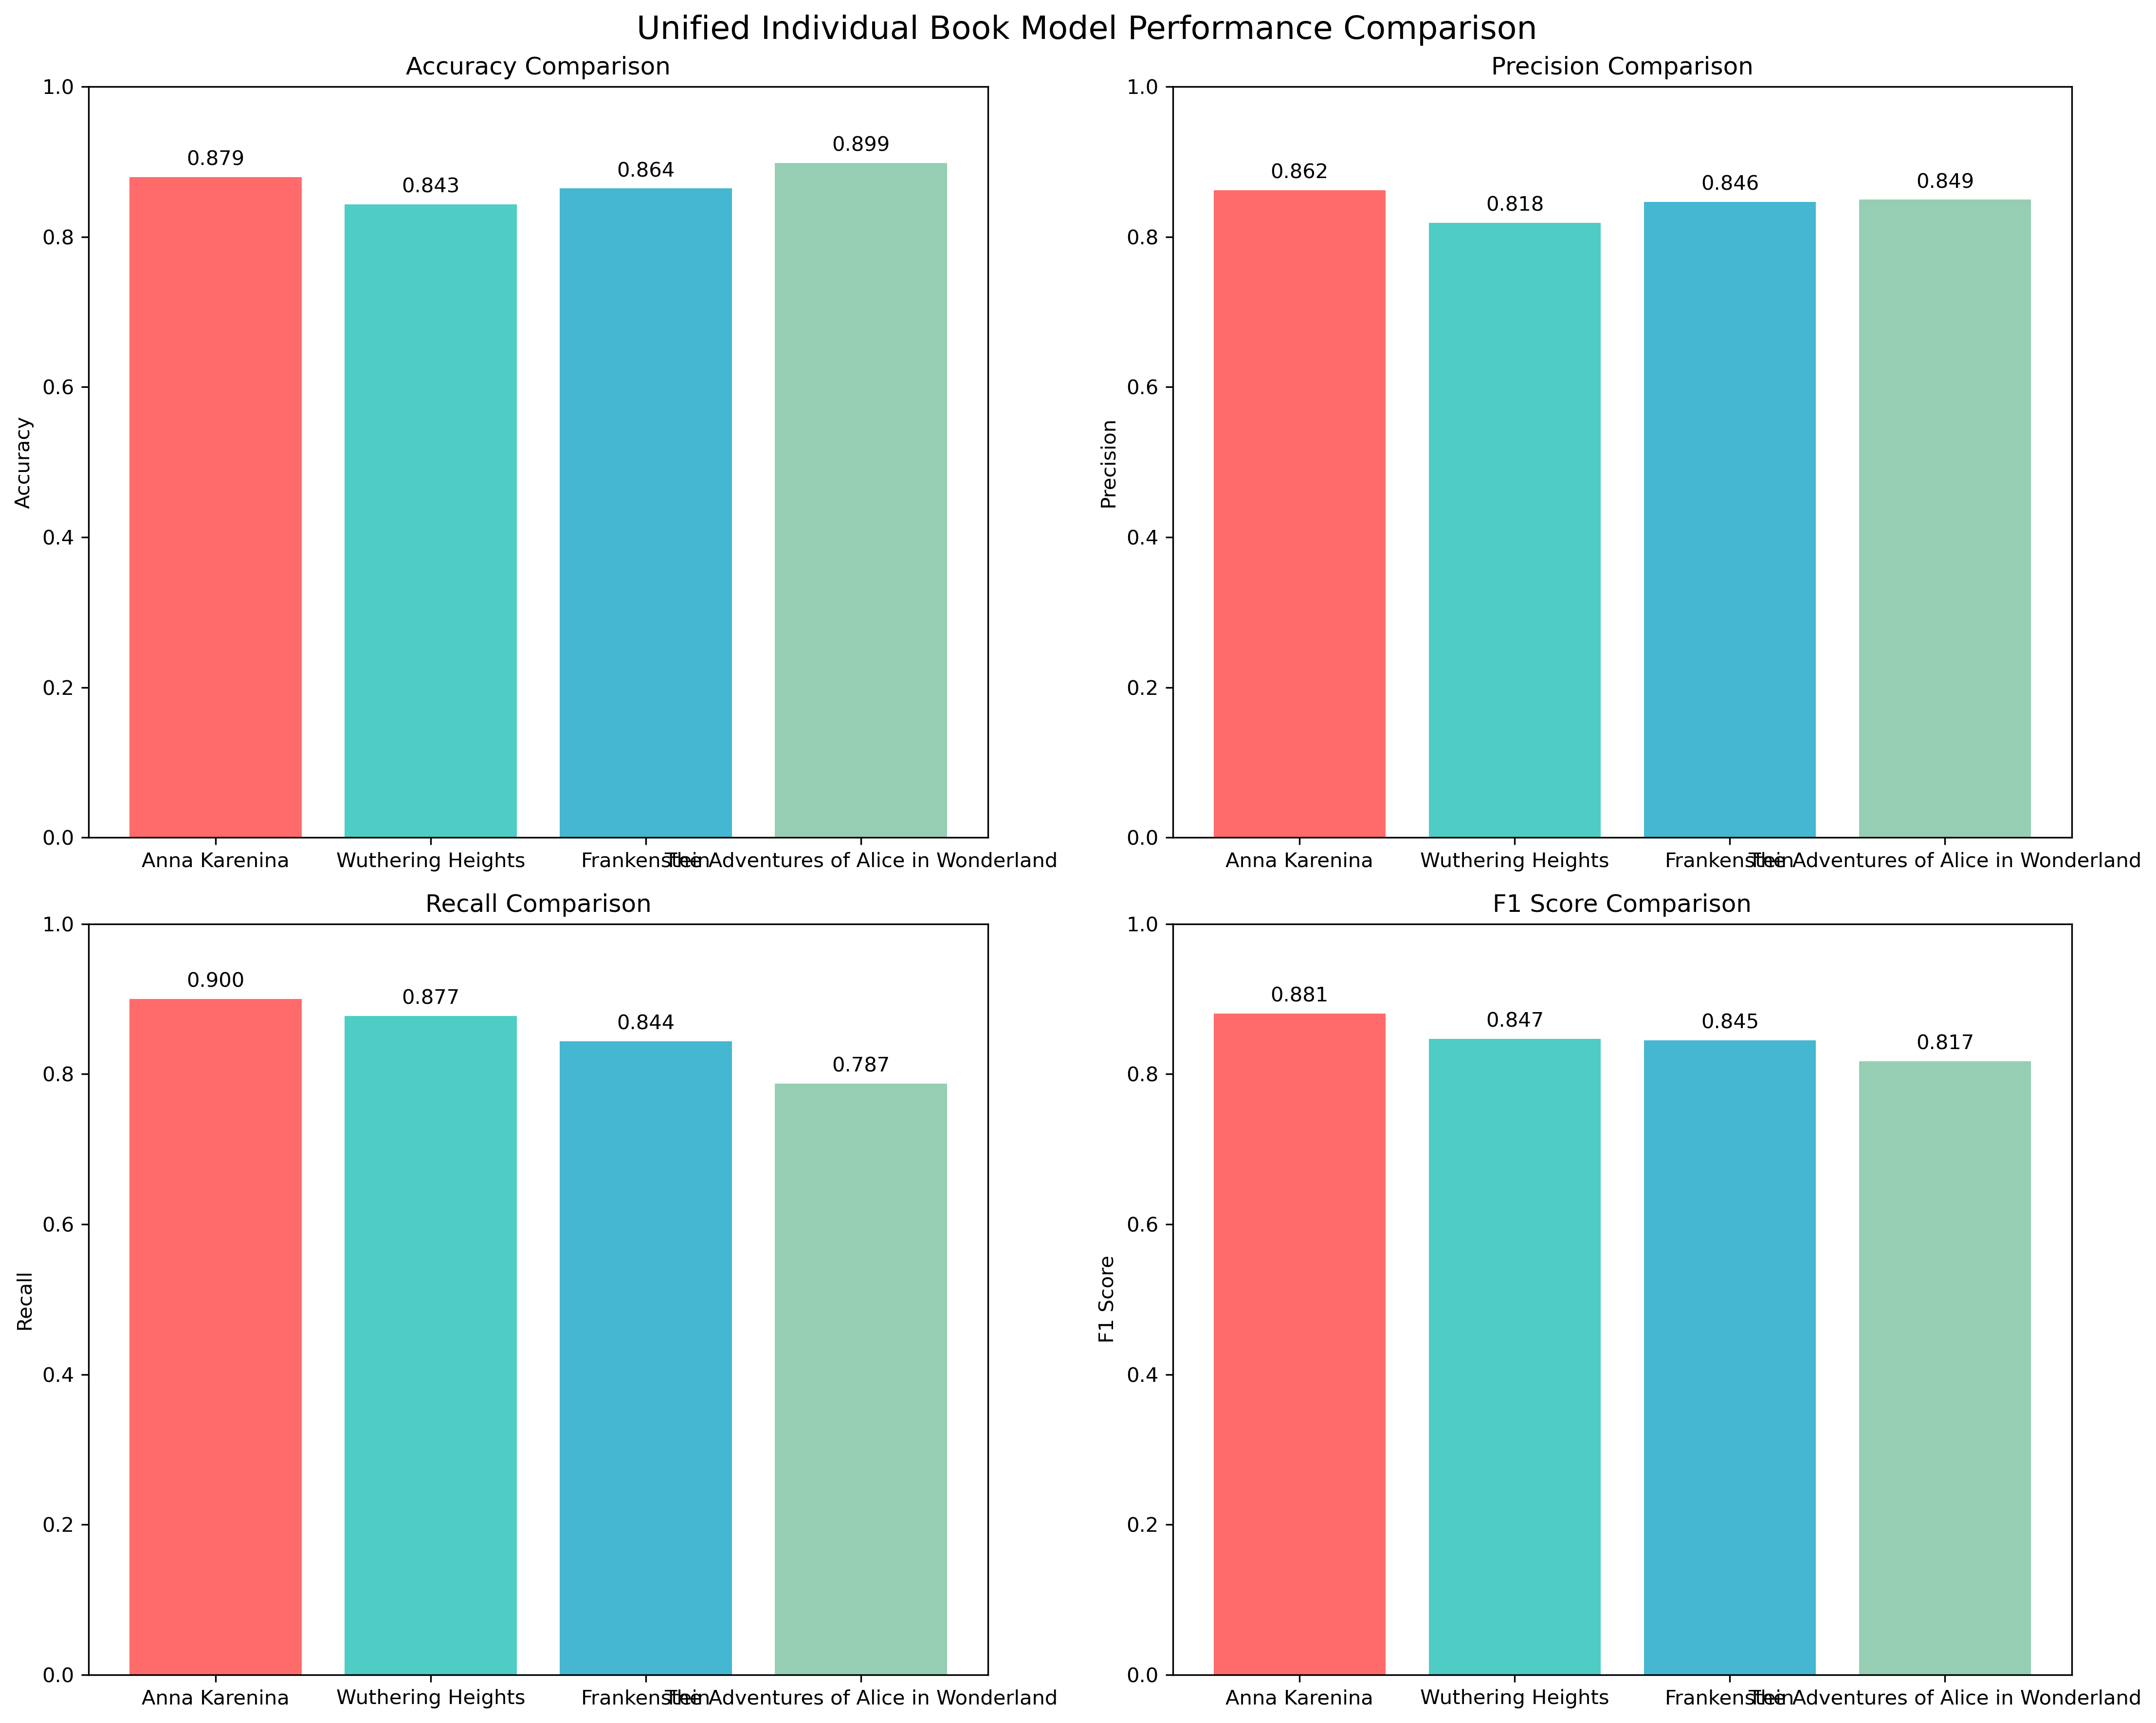 Unified Individual Book Model Performance Comparison
Accuracy Comparison
1.0
0.8
0.6
0.4
0.2
0.0
Accuracy
0.879
0.843
0.864
0.899
Anna Karenina
Wuthering Heights
Frankenstein
The Adventures of Alice in Wonderland
Precision Comparison
1.0
0.8
0.6
0.4
0.2
0.0
Precision
0.862
0.818
0.846
0.849
Anna Karenina
Wuthering Heights
Frankenstein
The Adventures of Alice in Wonderland
Recall Comparison
1.0
0.8
0.6
0.4
0.2
0.0
Recall
0.900
0.877
0.844
0.787
Anna Karenina
Wuthering Heights
Frankenstein
The Adventures of Alice in Wonderland
F1 Score Comparison
1.0
0.8
0.6
0.4
0.2
0.0
F1 Score
0.881
0.847
0.845
0.817
Anna Karenina
Wuthering Heights
Frankenstein
The Adventures of Alice in Wonderland